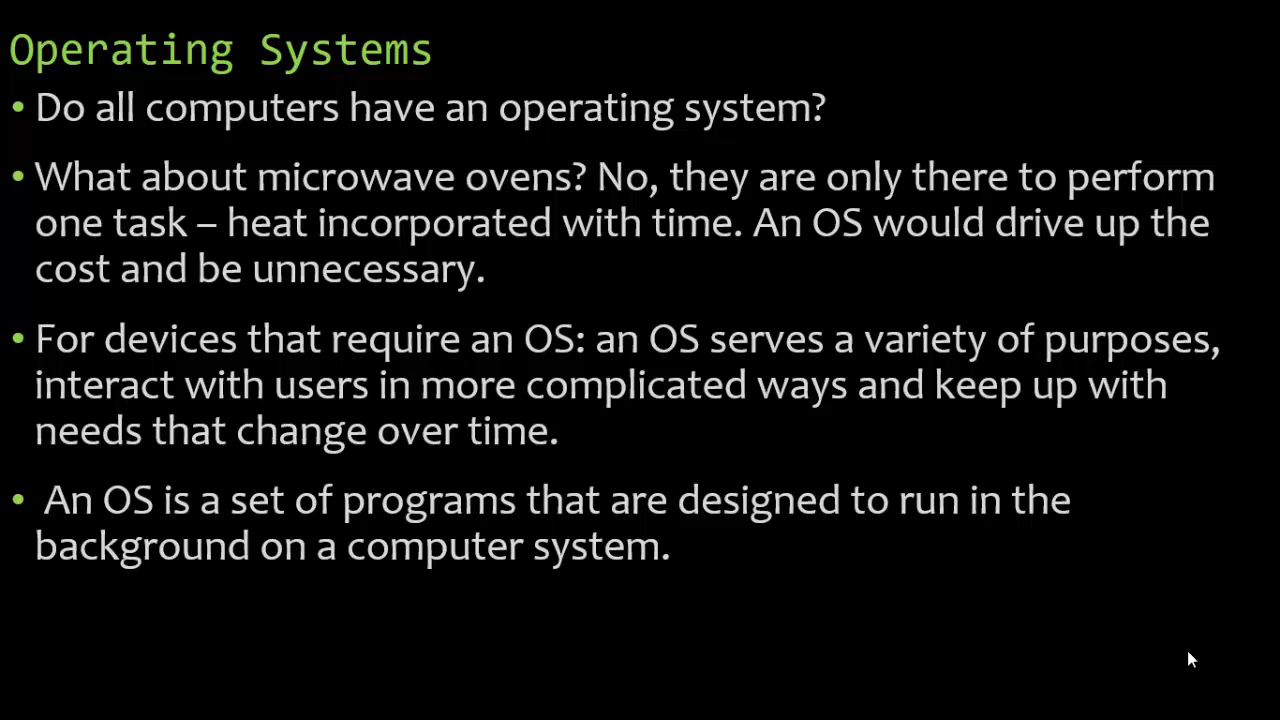 Operating Systems
• Do all computers have an operating system?
• What about microwave ovens? No, they are only there to perform
one task – heat incorporated with time. An OS would drive up the
cost and be unnecessary.
• For devices that require an OS: an OS serves a variety of purposes,
interact with users in more complicated ways and keep up with
needs that change over time.
• An OS is a set of programs that are designed to run in the
background on a computer system.